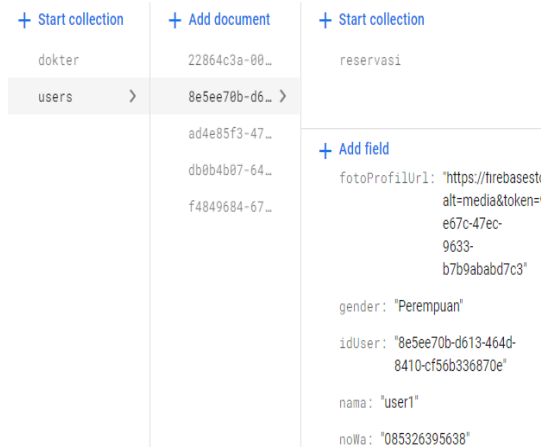 + Start collection
dokter
users
+ Add document
22864c3a-00…
8e5ee70b-d6…
ad4e85f3-47…
db0b4b07-64…
f4849684-67…
+ Start collection
reservasi
+ Add field
fotoProfilUrl: "https://firebasesto
alt=media&token=
e67c-47ec-
9633-
b7b9ababd7c3"
gender: "Perempuan"
idUser: "8e5ee70b-d613-464d-
8410-cf56b336870e"
nama: "user1"
noWa: "085326395638"